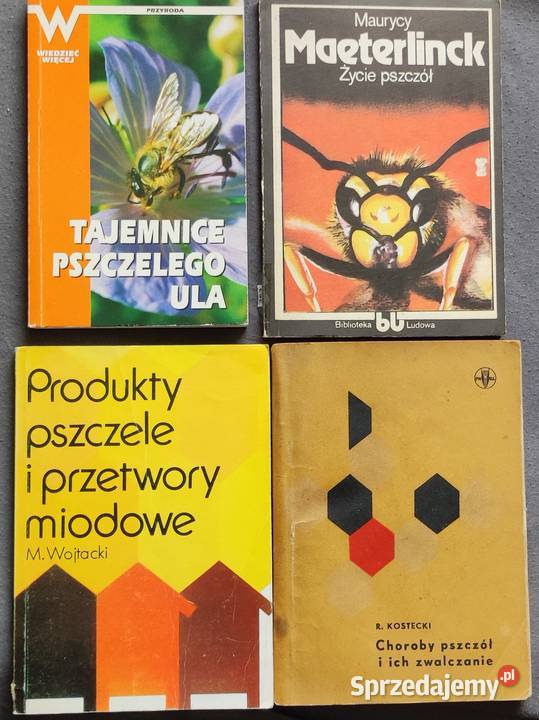 W
WIEDZIEĆ
WIĘCEJ
PRZYRODA
TAJEMNICE
PSZCZELEGO
ULA
Maurycy
Maeterlinck
Życie pszczół
Biblioteka bl Ludowa
Produkty
pszczele
i przetwory
miodowe
M. Wojtacki
R. KOSTECKI
Choroby pszczół
i ich zwalczanie
Sprzedajemy.pl